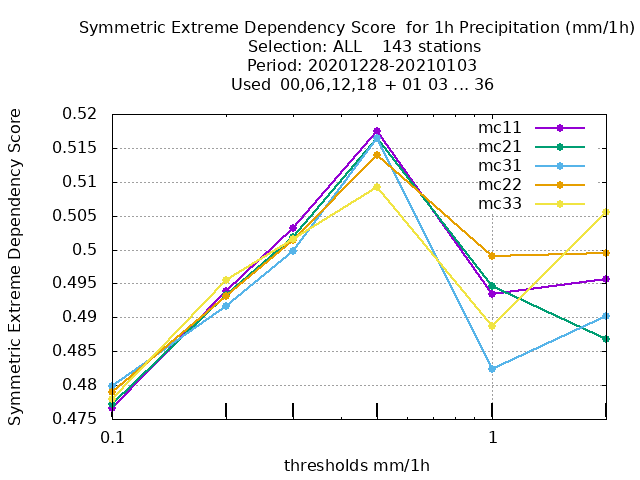 Symmetric Extreme Dependency Score  for 1h Precipitation (mm/1h)
Selection: ALL    143 stations
Period: 20201228-20210103
Used  00,06,12,18  + 01 03 ... 36
Symmetric Extreme Dependency Score
0.52
0.515
0.51
0.505
0.5
0.495
0.49
0.485
0.48
0.475
mc11
mc21
mc31
mc22
mc33
0.1 1
thresholds mm/1h